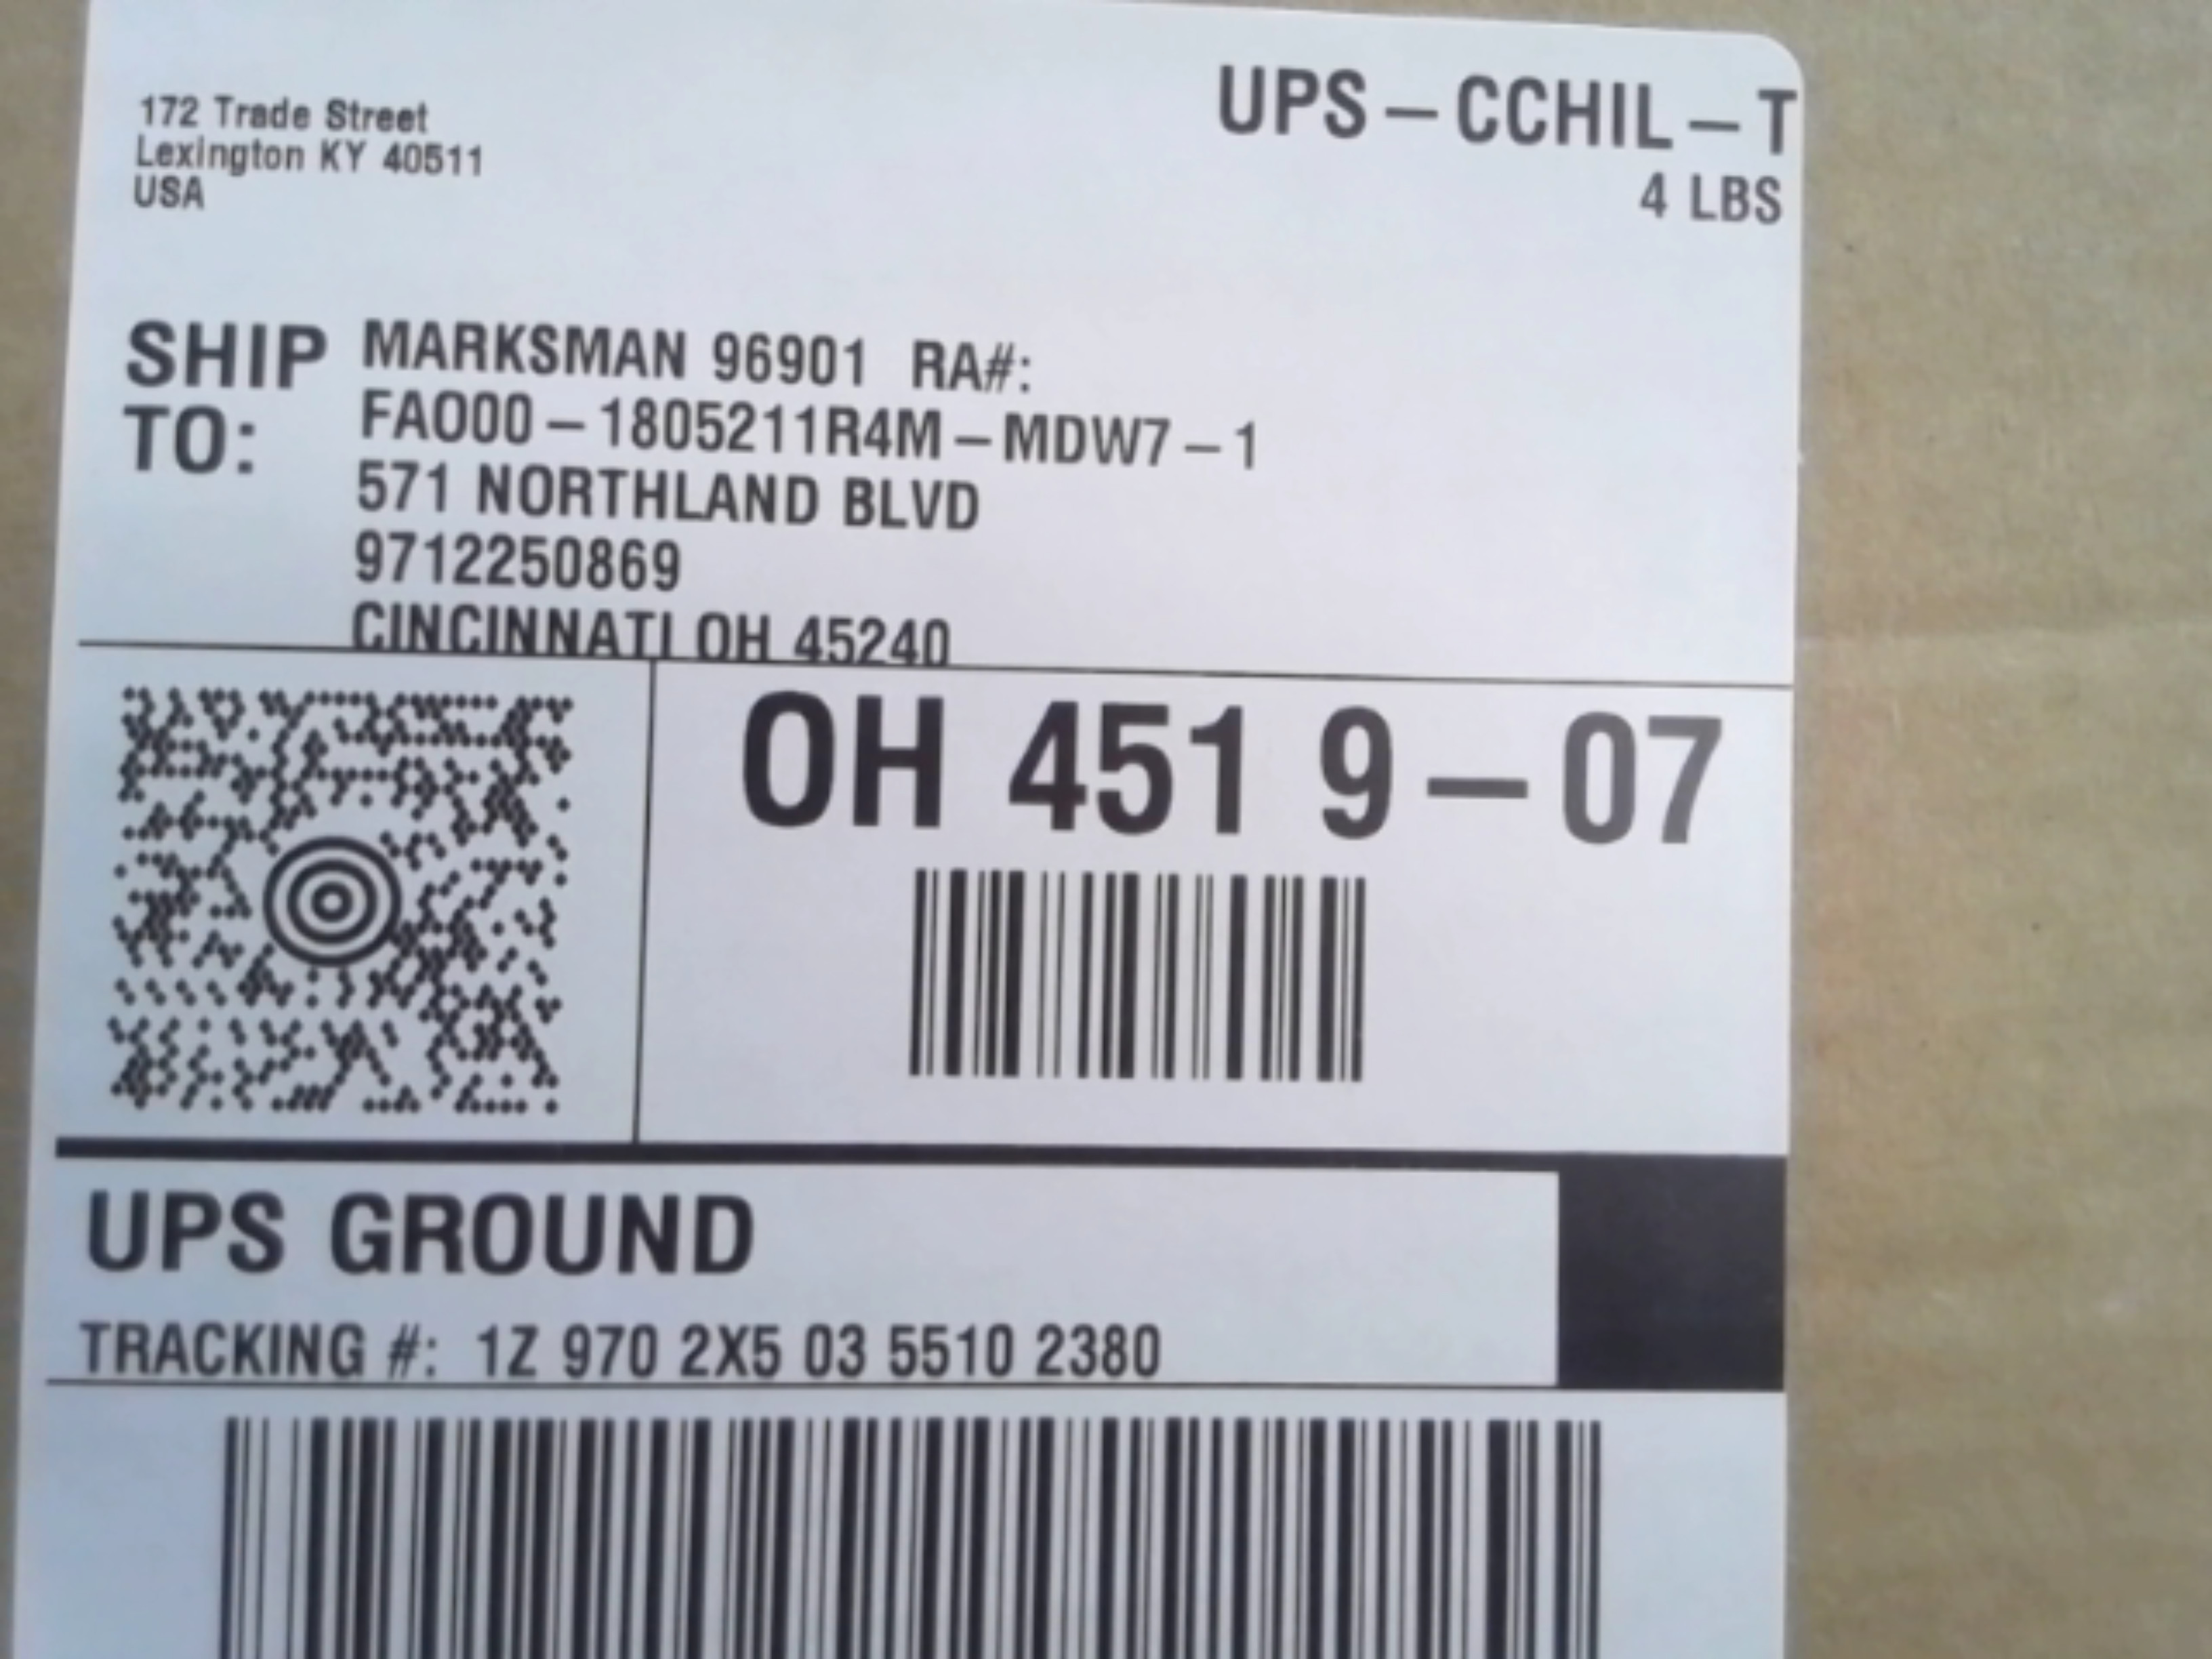 172 Trade Street
Lexington KY 40511
USA
UPS-CCHIL-T
4 LBS
SHIP TO:
MARKSMAN 96901 RA#:
FAO00-1805211R4M-MDW7-1
571 NORTHLAND BLVD
9712250869
CINCINNATI OH 45240
OH 451 9-07
UPS GROUND
TRACKING #: 1Z 970 2X5 03 5510 2380